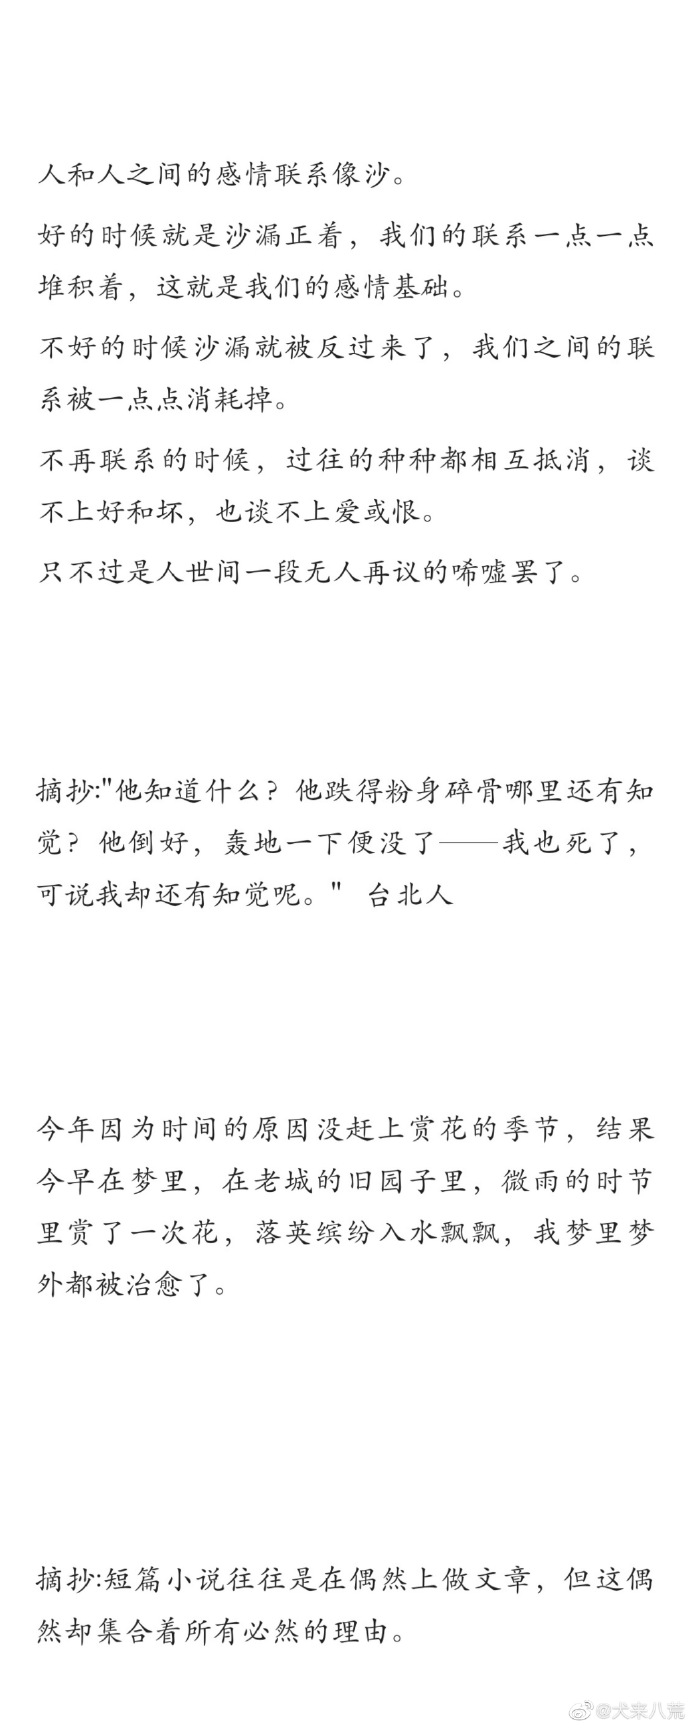 人和人之间的感情联系像沙。
好的时候就是沙漏正着，我们的联系一点一点
堆积着，这就是我们的感情基础。
不好的时候沙漏就被反过来了，我们之间的联
系被一点点消耗掉。
不再联系的时候，过往的种种都相互抵消，谈
不上好和坏，也谈不上爱或恨。
只不过是人世间一段无人再议的唏嘘罢了。
摘抄:"他知道什么？他跌得粉身碎骨哪里还有知
觉？他倒好，轰地一下便没了——我也死了，
可说我却还有知觉呢。" 台北人
今年因为时间的原因没赶上赏花的季节，结果
今早在梦里，在老城的旧园子里，微雨的时节
里赏了一次花，落英缤纷入水飘飘，我梦里梦
外都被治愈了。
摘抄:短篇小说往往是在偶然上做文章，但这偶
然却集合着所有必然的理由。
@犬来八荒